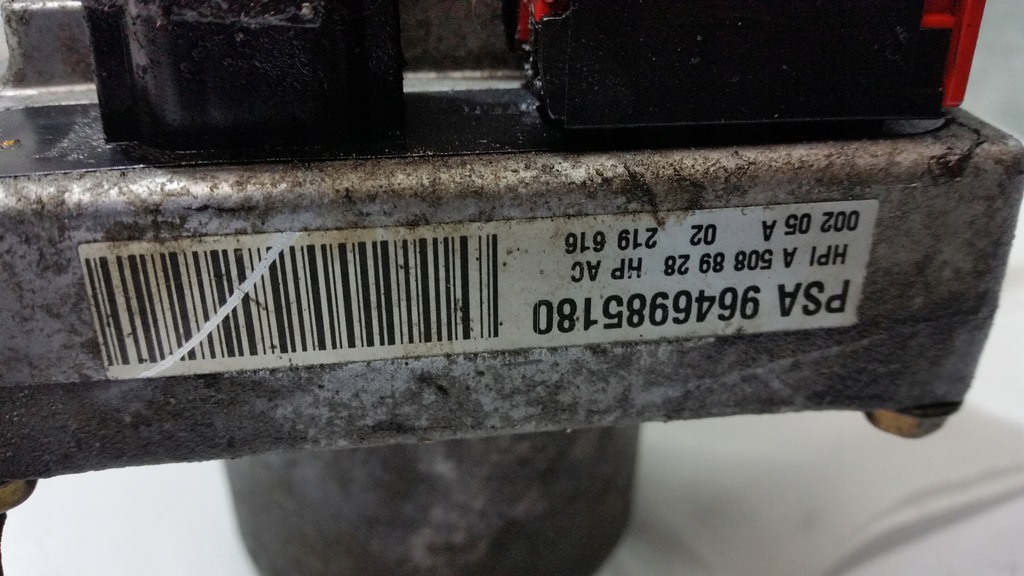 PSA 9646985180
HPI A 508 89 28 HP AC
002 05 A 02 219 616